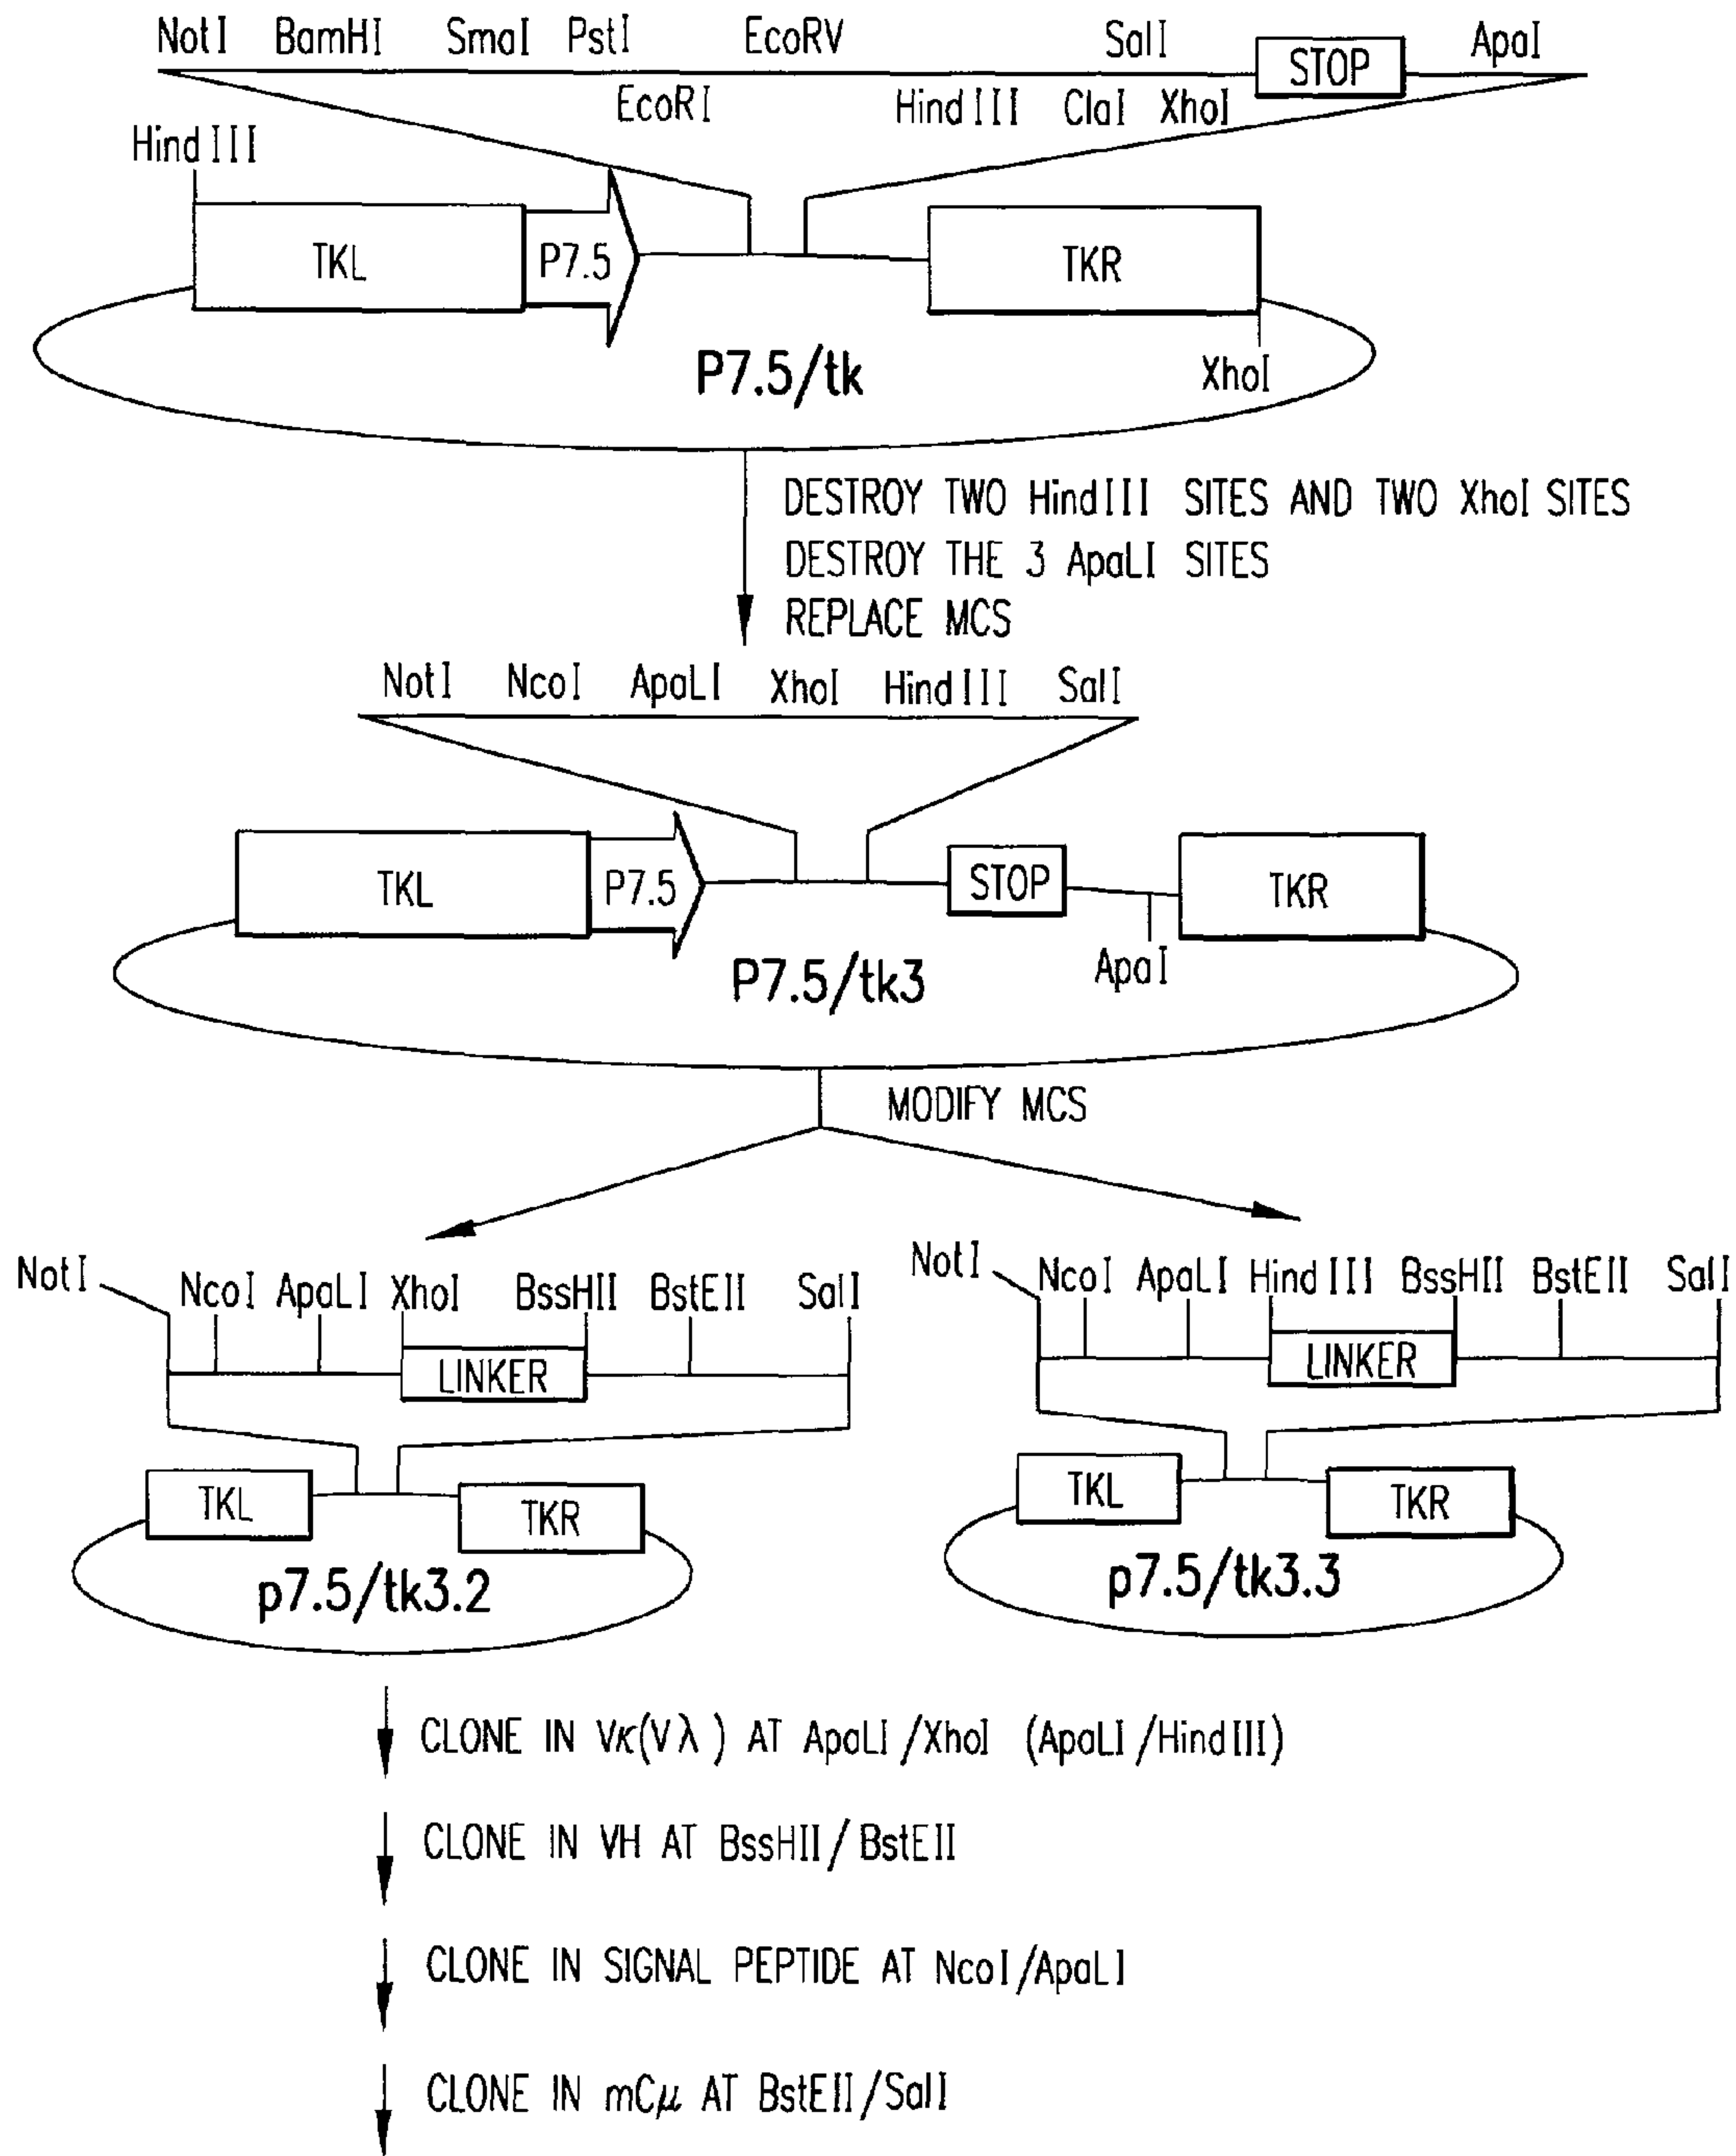 NotI BamHI SmaI PstI EcoRV SalI STOP ApaI
EcoRI HindIII ClaI XhoI
HindIII
TKL P7.5 TKR
P7.5/tk
XhoI
DESTROY TWO HindIII SITES AND TWO XhoI SITES
DESTROY THE 3 ApaLI SITES
REPLACE MCS
NotI NcoI ApaLI XhoI HindIII SalI
TKL P7.5 STOP TKR
ApaI
P7.5/tk3
MODIFY MCS
NotI NcoI ApaLI XhoI BssHII BstEII SalI
LINKER
TKL TKR
p7.5/tk3.2
NotI NcoI ApaLI HindIII BssHII BstEII SalI
LINKER
TKL TKR
p7.5/tk3.3
CLONE IN Vκ(Vλ) AT ApaLI/XhoI (ApaLI/HindIII)
CLONE IN VH AT BssHII/BstEII
CLONE IN SIGNAL PEPTIDE AT NcoI/ApaLI
CLONE IN mCμ AT BstEII/SalI